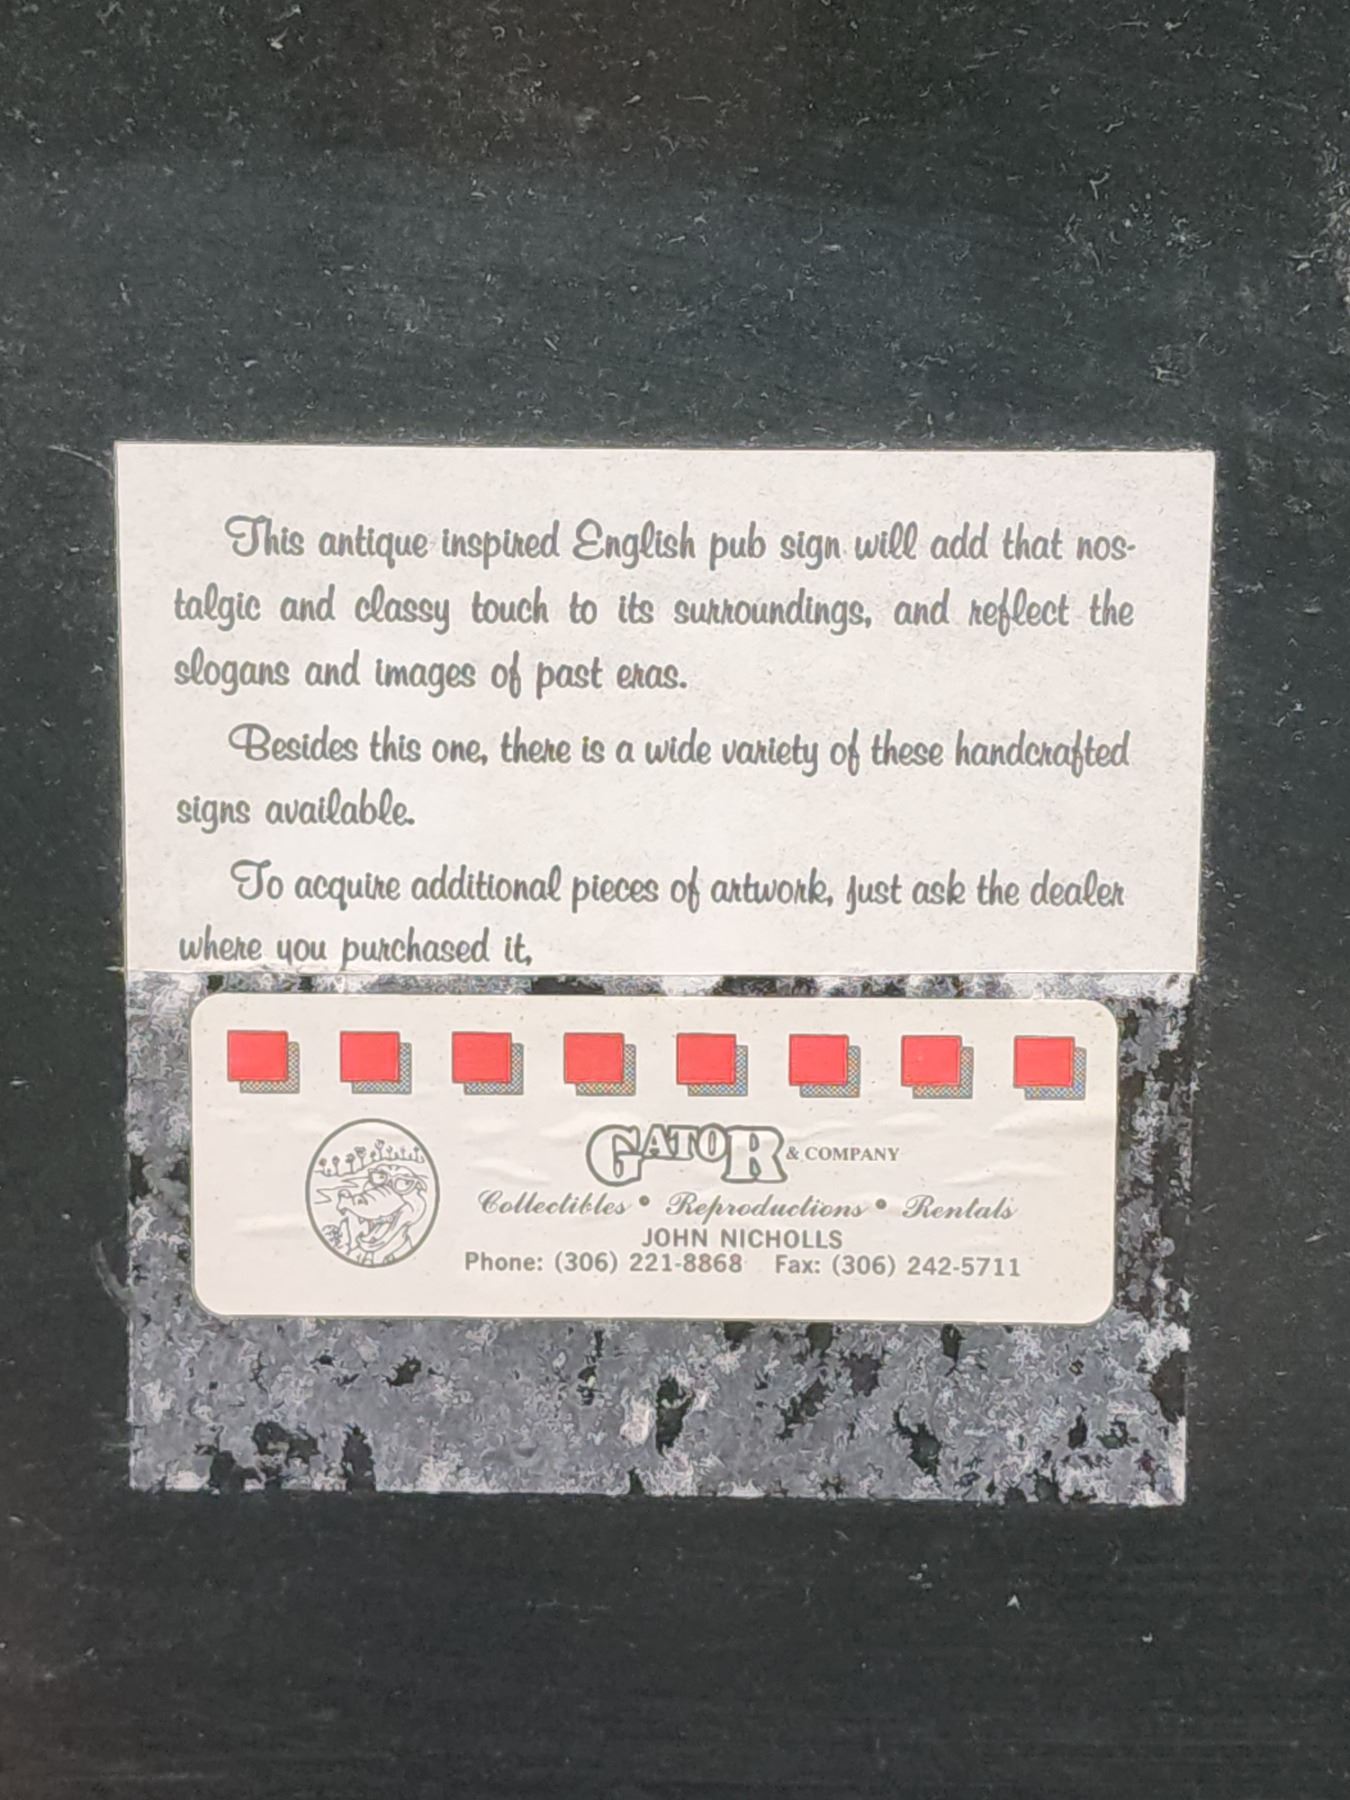 This antique inspired English pub sign will add that nos-
talgic and classy touch to its surroundings, and reflect the
slogans and images of past eras.
Besides this one, there is a wide variety of these handcrafted
signs available.
To acquire additional pieces of artwork, just ask the dealer
where you purchased it,
GATOR & COMPANY
Collectibles • Reproductions • Rentals
JOHN NICHOLLS
Phone: (306) 221-8868 Fax: (306) 242-5711